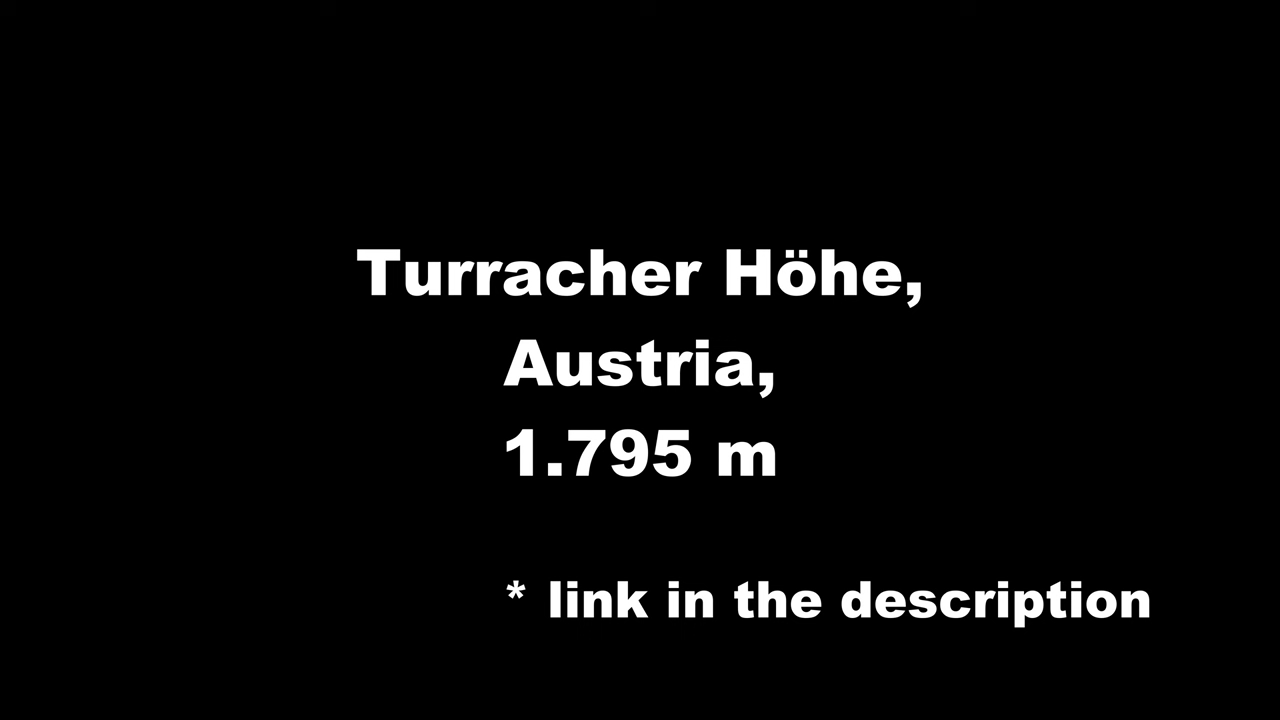 Turracher Höhe,
Austria,
1.795 m
* link in the description